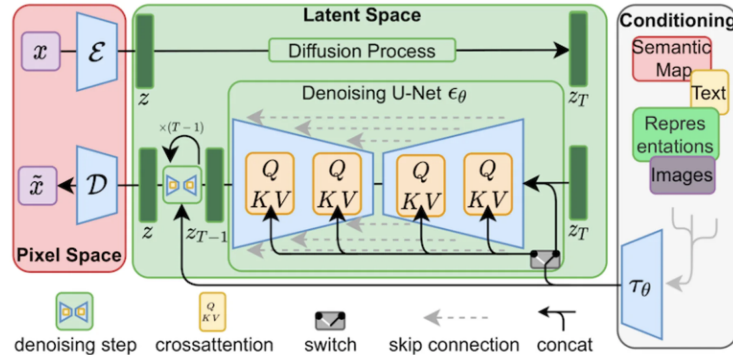 Latent Space
Conditioning
x
ℰ
z
Diffusion Process
z_T
Semantic
Map
Text
Repres
entations
Images
Denoising U-Net ϵ_θ
×(T−1)
x̃
𝒟
z
z_{T−1}
Q
KV
Q
KV
Q
KV
Q
KV
z_T
τ_θ
Pixel Space
denoising step
Q
KV
crossattention
switch
skip connection
concat